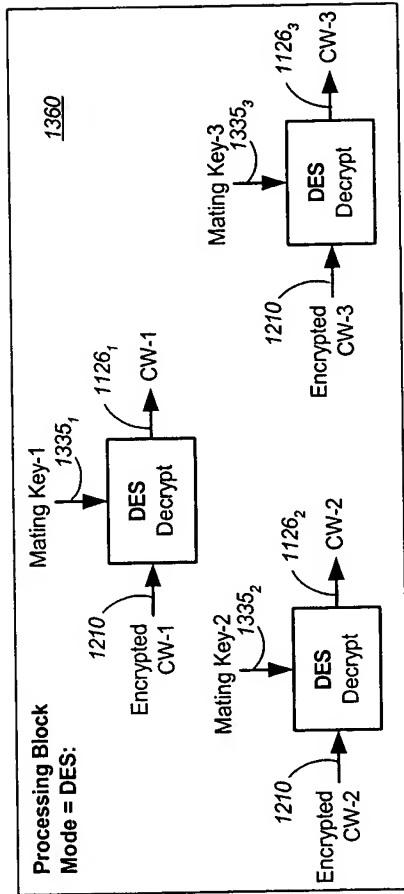 Processing Block
Mode = DES:
1360
Mating Key-1
1335₁
1210
Encrypted
CW-1
DES
Decrypt
1126₁
CW-1
Mating Key-2
1335₂
1210
Encrypted
CW-2
DES
Decrypt
1126₂
CW-2
Mating Key-3
1335₃
1210
Encrypted
CW-3
DES
Decrypt
1126₃
CW-3